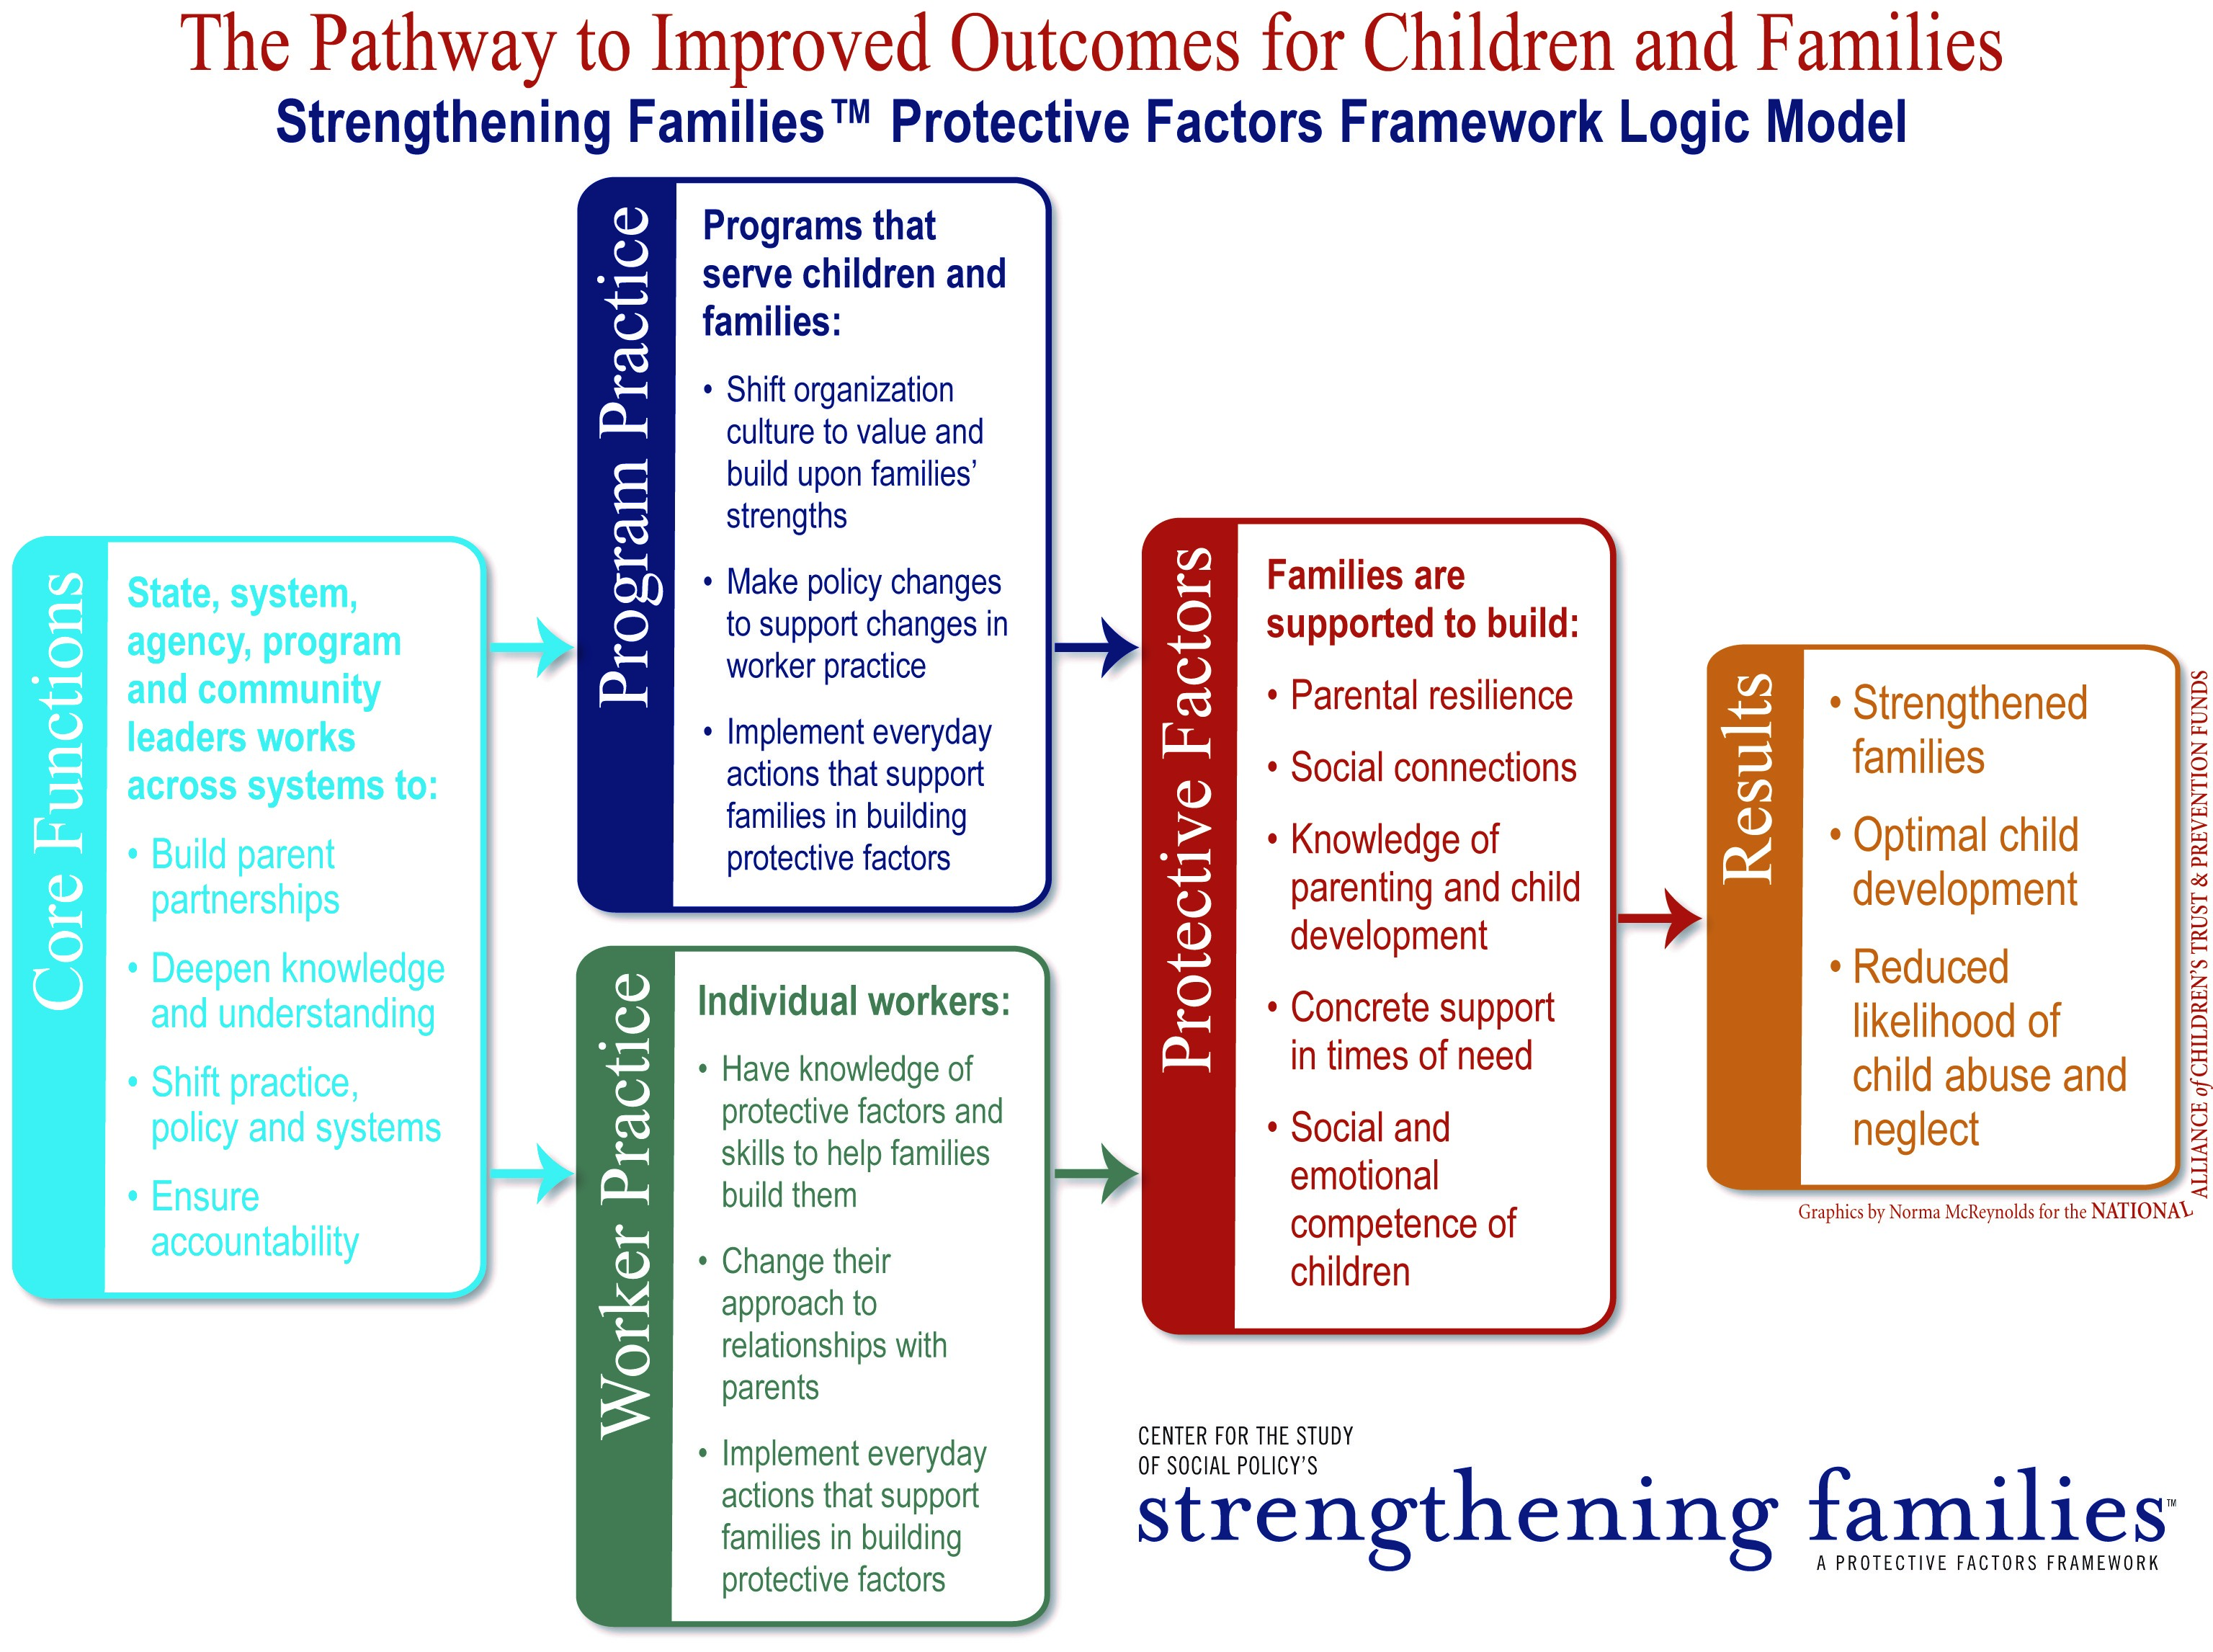 The Pathway to Improved Outcomes for Children and Families
Strengthening Families™ Protective Factors Framework Logic Model
Core Functions
State, system,
agency, program
and community
leaders works
across systems to:
• Build parent
partnerships
• Deepen knowledge
and understanding
• Shift practice,
policy and systems
• Ensure
accountability
Program Practice
Programs that
serve children and
families:
• Shift organization
culture to value and
build upon families’
strengths
• Make policy changes
to support changes in
worker practice
• Implement everyday
actions that support
families in building
protective factors
Worker Practice
Individual workers:
• Have knowledge of
protective factors and
skills to help families
build them
• Change their
approach to
relationships with
parents
• Implement everyday
actions that support
families in building
protective factors
Protective Factors
Families are
supported to build:
• Parental resilience
• Social connections
• Knowledge of
parenting and child
development
• Concrete support
in times of need
• Social and
emotional
competence of
children
Results
• Strengthened
families
• Optimal child
development
• Reduced
likelihood of
child abuse and
neglect
Graphics by Norma McReynolds for the NATIONAL
ALLIANCE of CHILDREN’S TRUST & PREVENTION FUNDS
CENTER FOR THE STUDY
OF SOCIAL POLICY’S
strengthening families™
A PROTECTIVE FACTORS FRAMEWORK